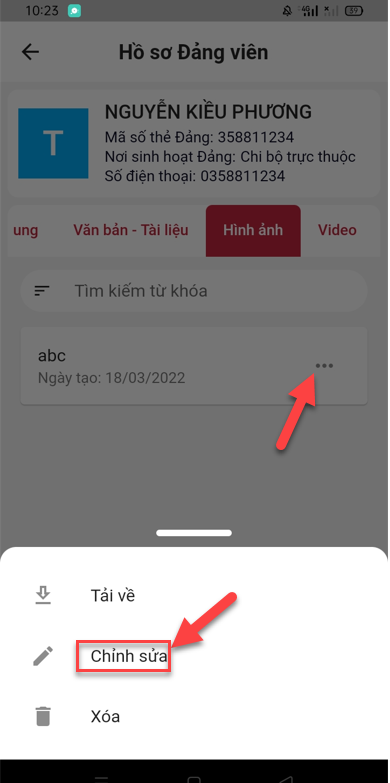 10:23 4G 39
Hồ sơ Đảng viên
T
NGUYỄN KIỀU PHƯƠNG
Mã số thẻ Đảng: 358811234
Nơi sinh hoạt Đảng: Chi bộ trực thuộc
Số điện thoại: 0358811234
ung Văn bản - Tài liệu Hình ảnh Video
Tìm kiếm từ khóa
abc
Ngày tạo: 18/03/2022
Tải về
Chỉnh sửa
Xóa